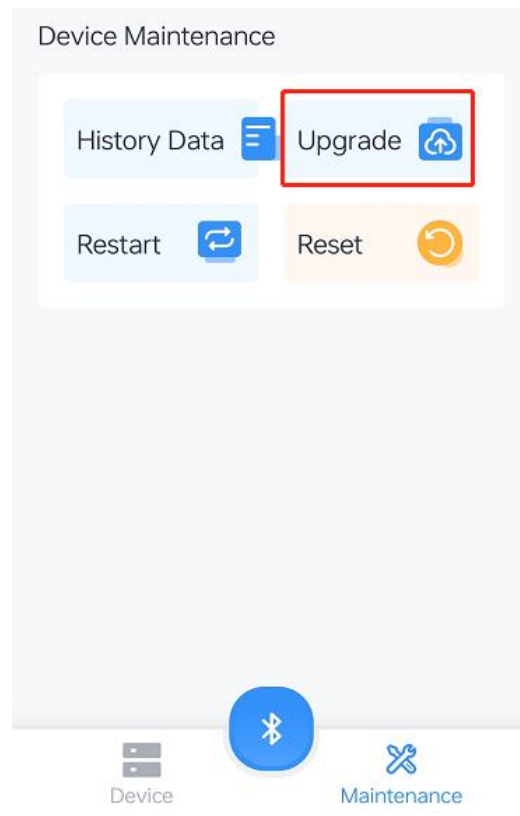 Device Maintenance
History Data
Upgrade
Restart
Reset
Device
Maintenance